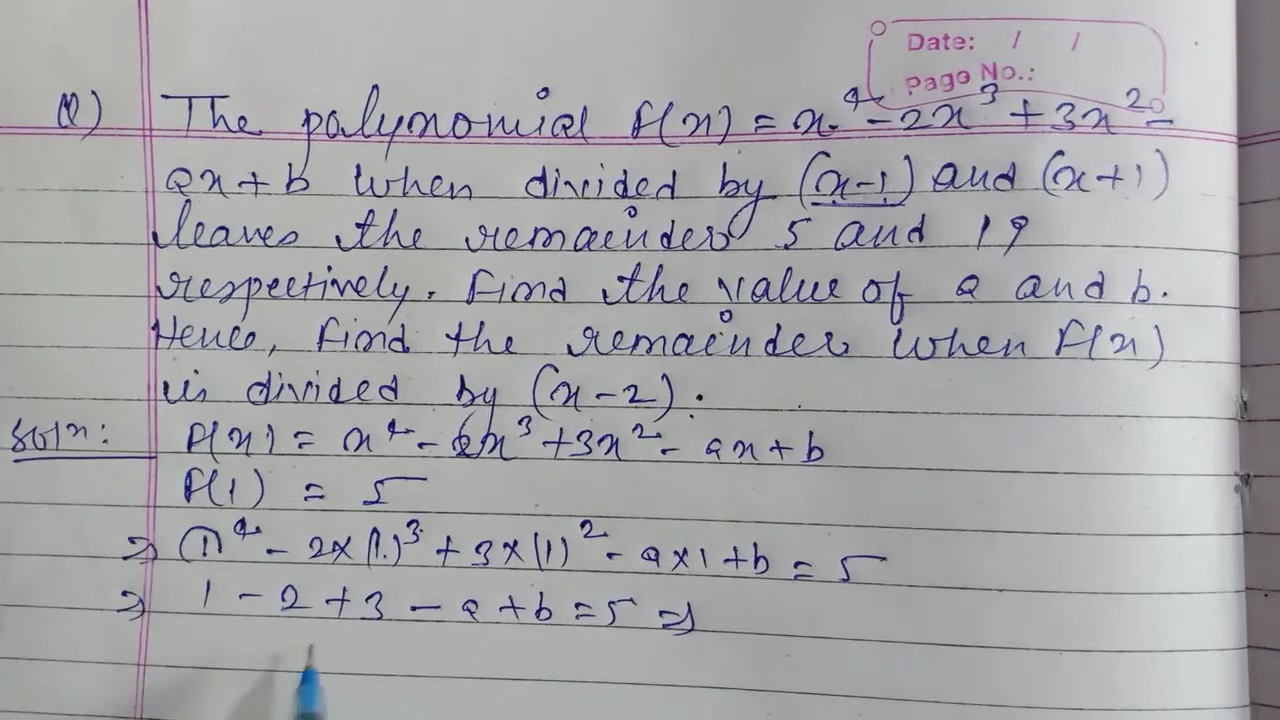 Date: / /
Page No.:
Q) The polynomial f(x) = x⁴ - 2x³ + 3x² -
ax + b when divided by (x-1) and (x+1)
leaves the remainders 5 and 19
respectively. Find the value of a and b.
Hence, find the remainder when f(x)
is divided by (x-2).
Soln: f(x) = x⁴ - 2x³ + 3x² - ax + b
f(1) = 5
⇒ (1)⁴ - 2×(1)³ + 3×(1)² - a×1 + b = 5
⇒ 1 - 2 + 3 - a + b = 5 ⇒